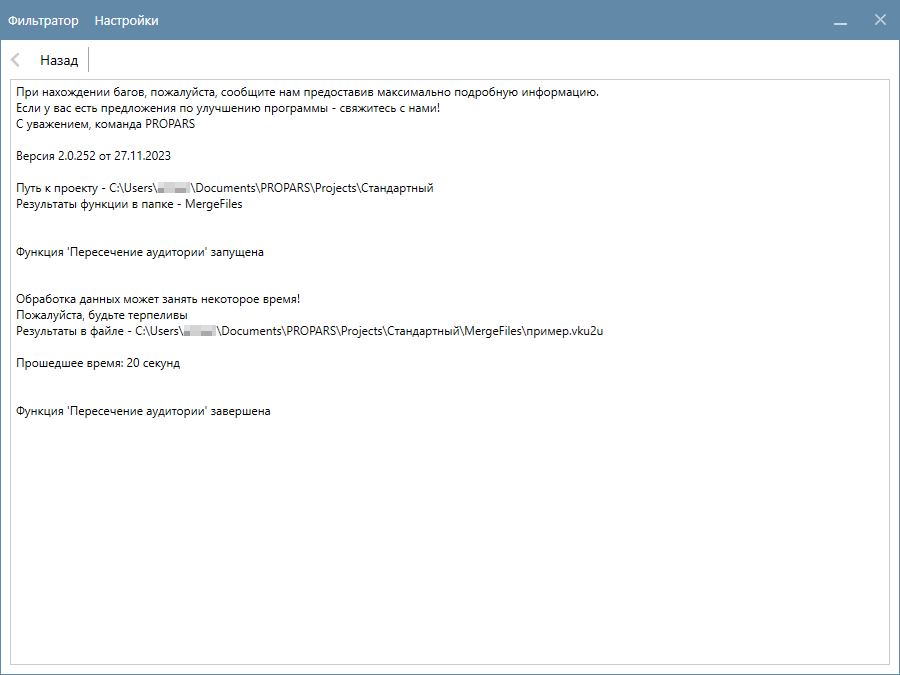 Фильтратор Настройки
Назад
При нахождении багов, пожалуйста, сообщите нам предоставив максимально подробную информацию.
Если у вас есть предложения по улучшению программы - свяжитесь с нами!
С уважением, команда PROPARS
Версия 2.0.252 от 27.11.2023
Путь к проекту - C:\Users\ \Documents\PROPARS\Projects\Стандартный
Результаты функции в папке - MergeFiles
Функция 'Пересечение аудитории' запущена
Обработка данных может занять некоторое время!
Пожалуйста, будьте терпеливы
Результаты в файле - C:\Users\ \Documents\PROPARS\Projects\Стандартный\MergeFiles\пример.vku2u
Прошедшее время: 20 секунд
Функция 'Пересечение аудитории' завершена